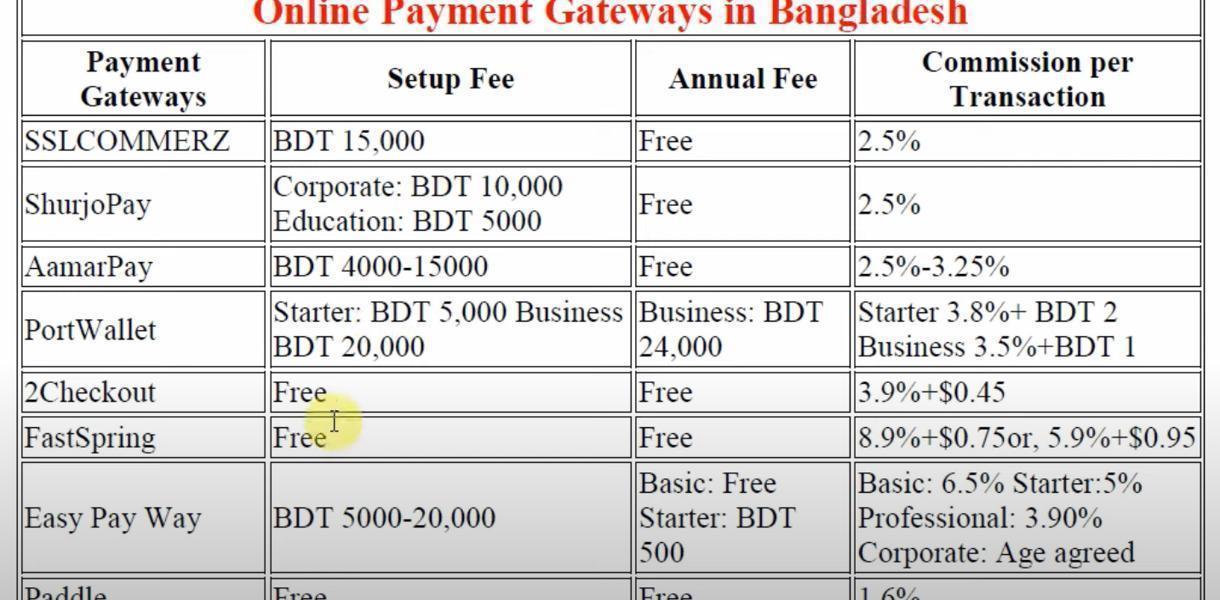 Online Payment Gateways in Bangladesh
Payment
Gateways
Setup Fee
Annual Fee
Commission per
Transaction
SSLCOMMERZ
BDT 15,000
Free
2.5%
ShurjoPay
Corporate: BDT 10,000
Education: BDT 5000
Free
2.5%
AamarPay
BDT 4000-15000
Free
2.5%-3.25%
PortWallet
Starter: BDT 5,000 Business
BDT 20,000
Business: BDT
24,000
Starter 3.8%+ BDT 2
Business 3.5%+BDT 1
2Checkout
Free
Free
3.9%+$0.45
FastSpring
Free
Free
8.9%+$0.75or, 5.9%+$0.95
Easy Pay Way
BDT 5000-20,000
Basic: Free
Starter: BDT
500
Basic: 6.5% Starter:5%
Professional: 3.90%
Corporate: Age agreed
Paddle
Free
Free
1.6%